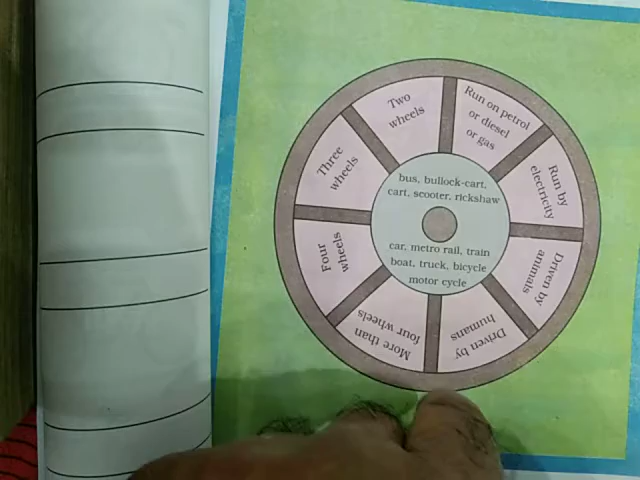 Two
wheels
Run on petrol
or diesel
or gas
Run by
electricity
Driven by
animals
Driven by
humans
More than
four wheels
Four
wheels
Three
wheels
bus, bullock-cart,
cart, scooter, rickshaw
car, metro rail, train
boat, truck, bicycle
motor cycle